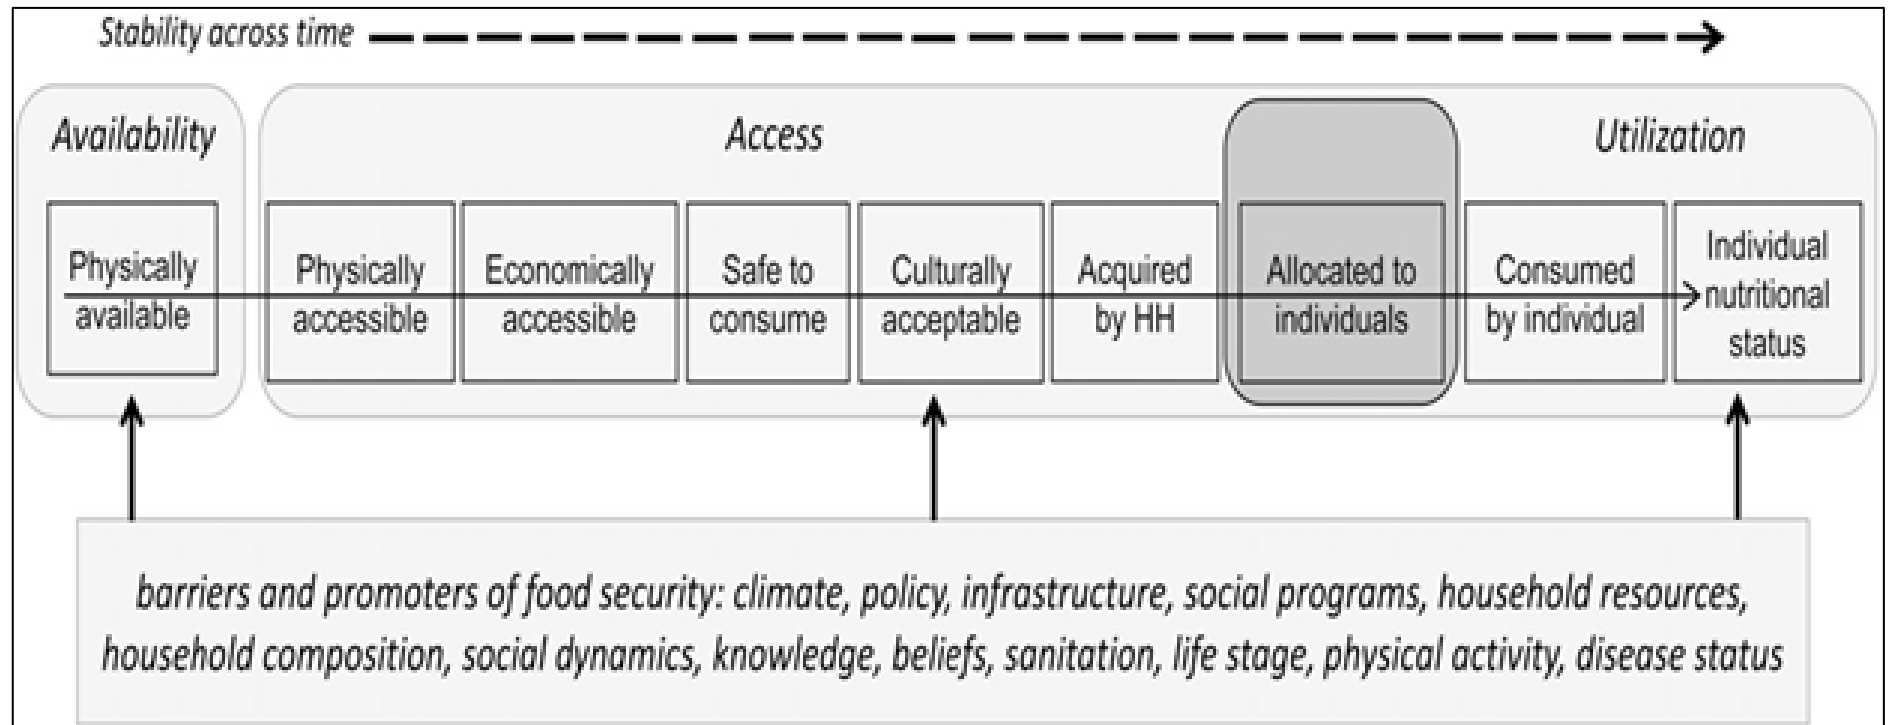 Stability across time
Availability
Access
Utilization
Physically
available
Physically
accessible
Economically
accessible
Safe to
consume
Culturally
acceptable
Acquired
by HH
Allocated to
individuals
Consumed
by individual
Individual
nutritional
status
barriers and promoters of food security: climate, policy, infrastructure, social programs, household resources,
household composition, social dynamics, knowledge, beliefs, sanitation, life stage, physical activity, disease status